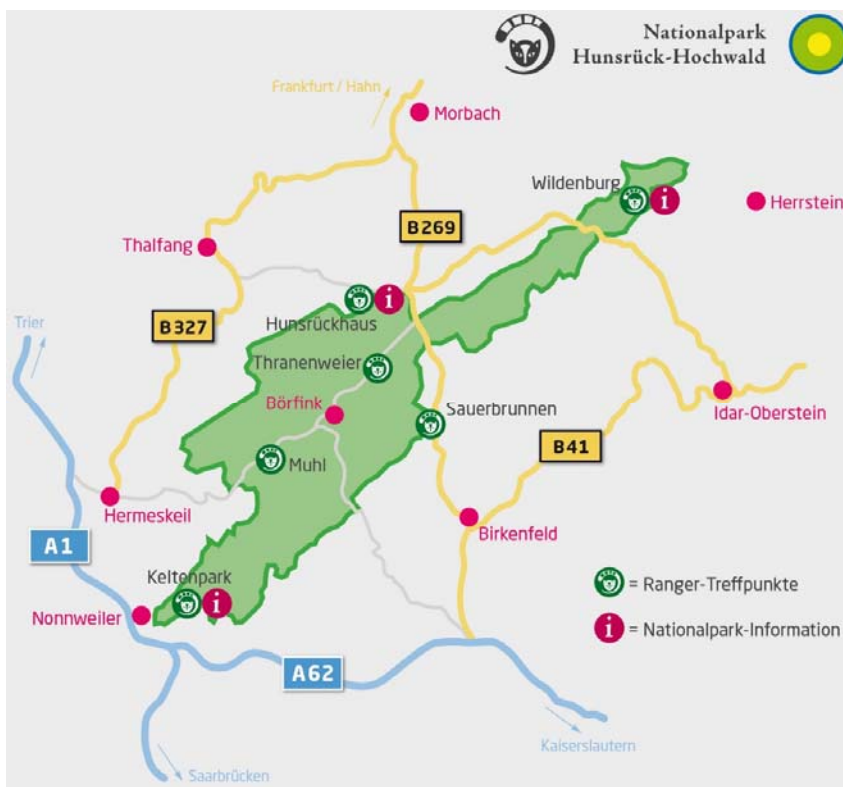 Nationalpark
Hunsrück-Hochwald
Frankfurt / Hahn
Morbach
Wildenburg
Herrstein
B269
Thalfang
Hunsrückhaus
Trier
B327
Thranenweier
Börfink
Sauerbrunnen
Idar-Oberstein
B41
Muhl
Hermeskeil
Birkenfeld
A1
Keltenpark
= Ranger-Treffpunkte
Nonnweiler
= Nationalpark-Information
A62
Kaiserslautern
Saarbrücken